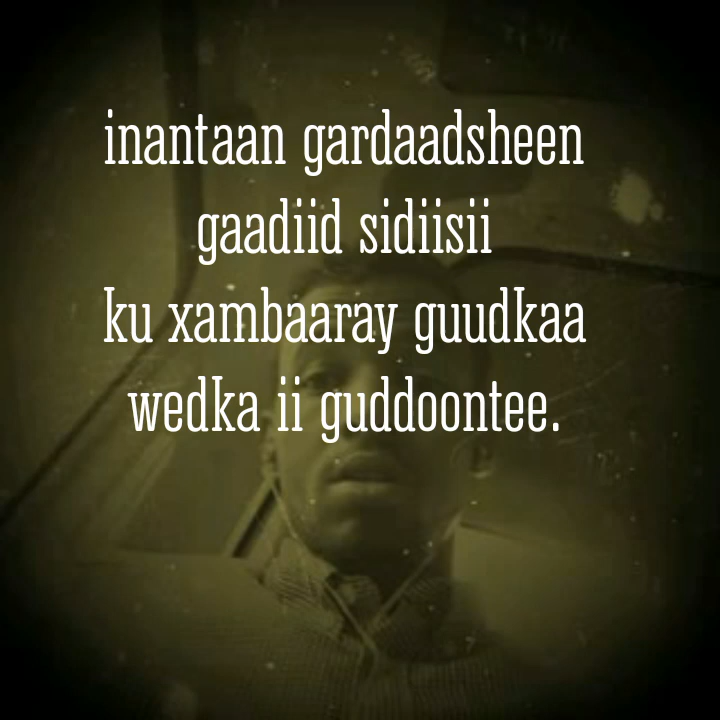 inantaan gardaadsheen
gaadiid sidiisii
ku xambaaray guudkaa
wedka ii guddoontee.